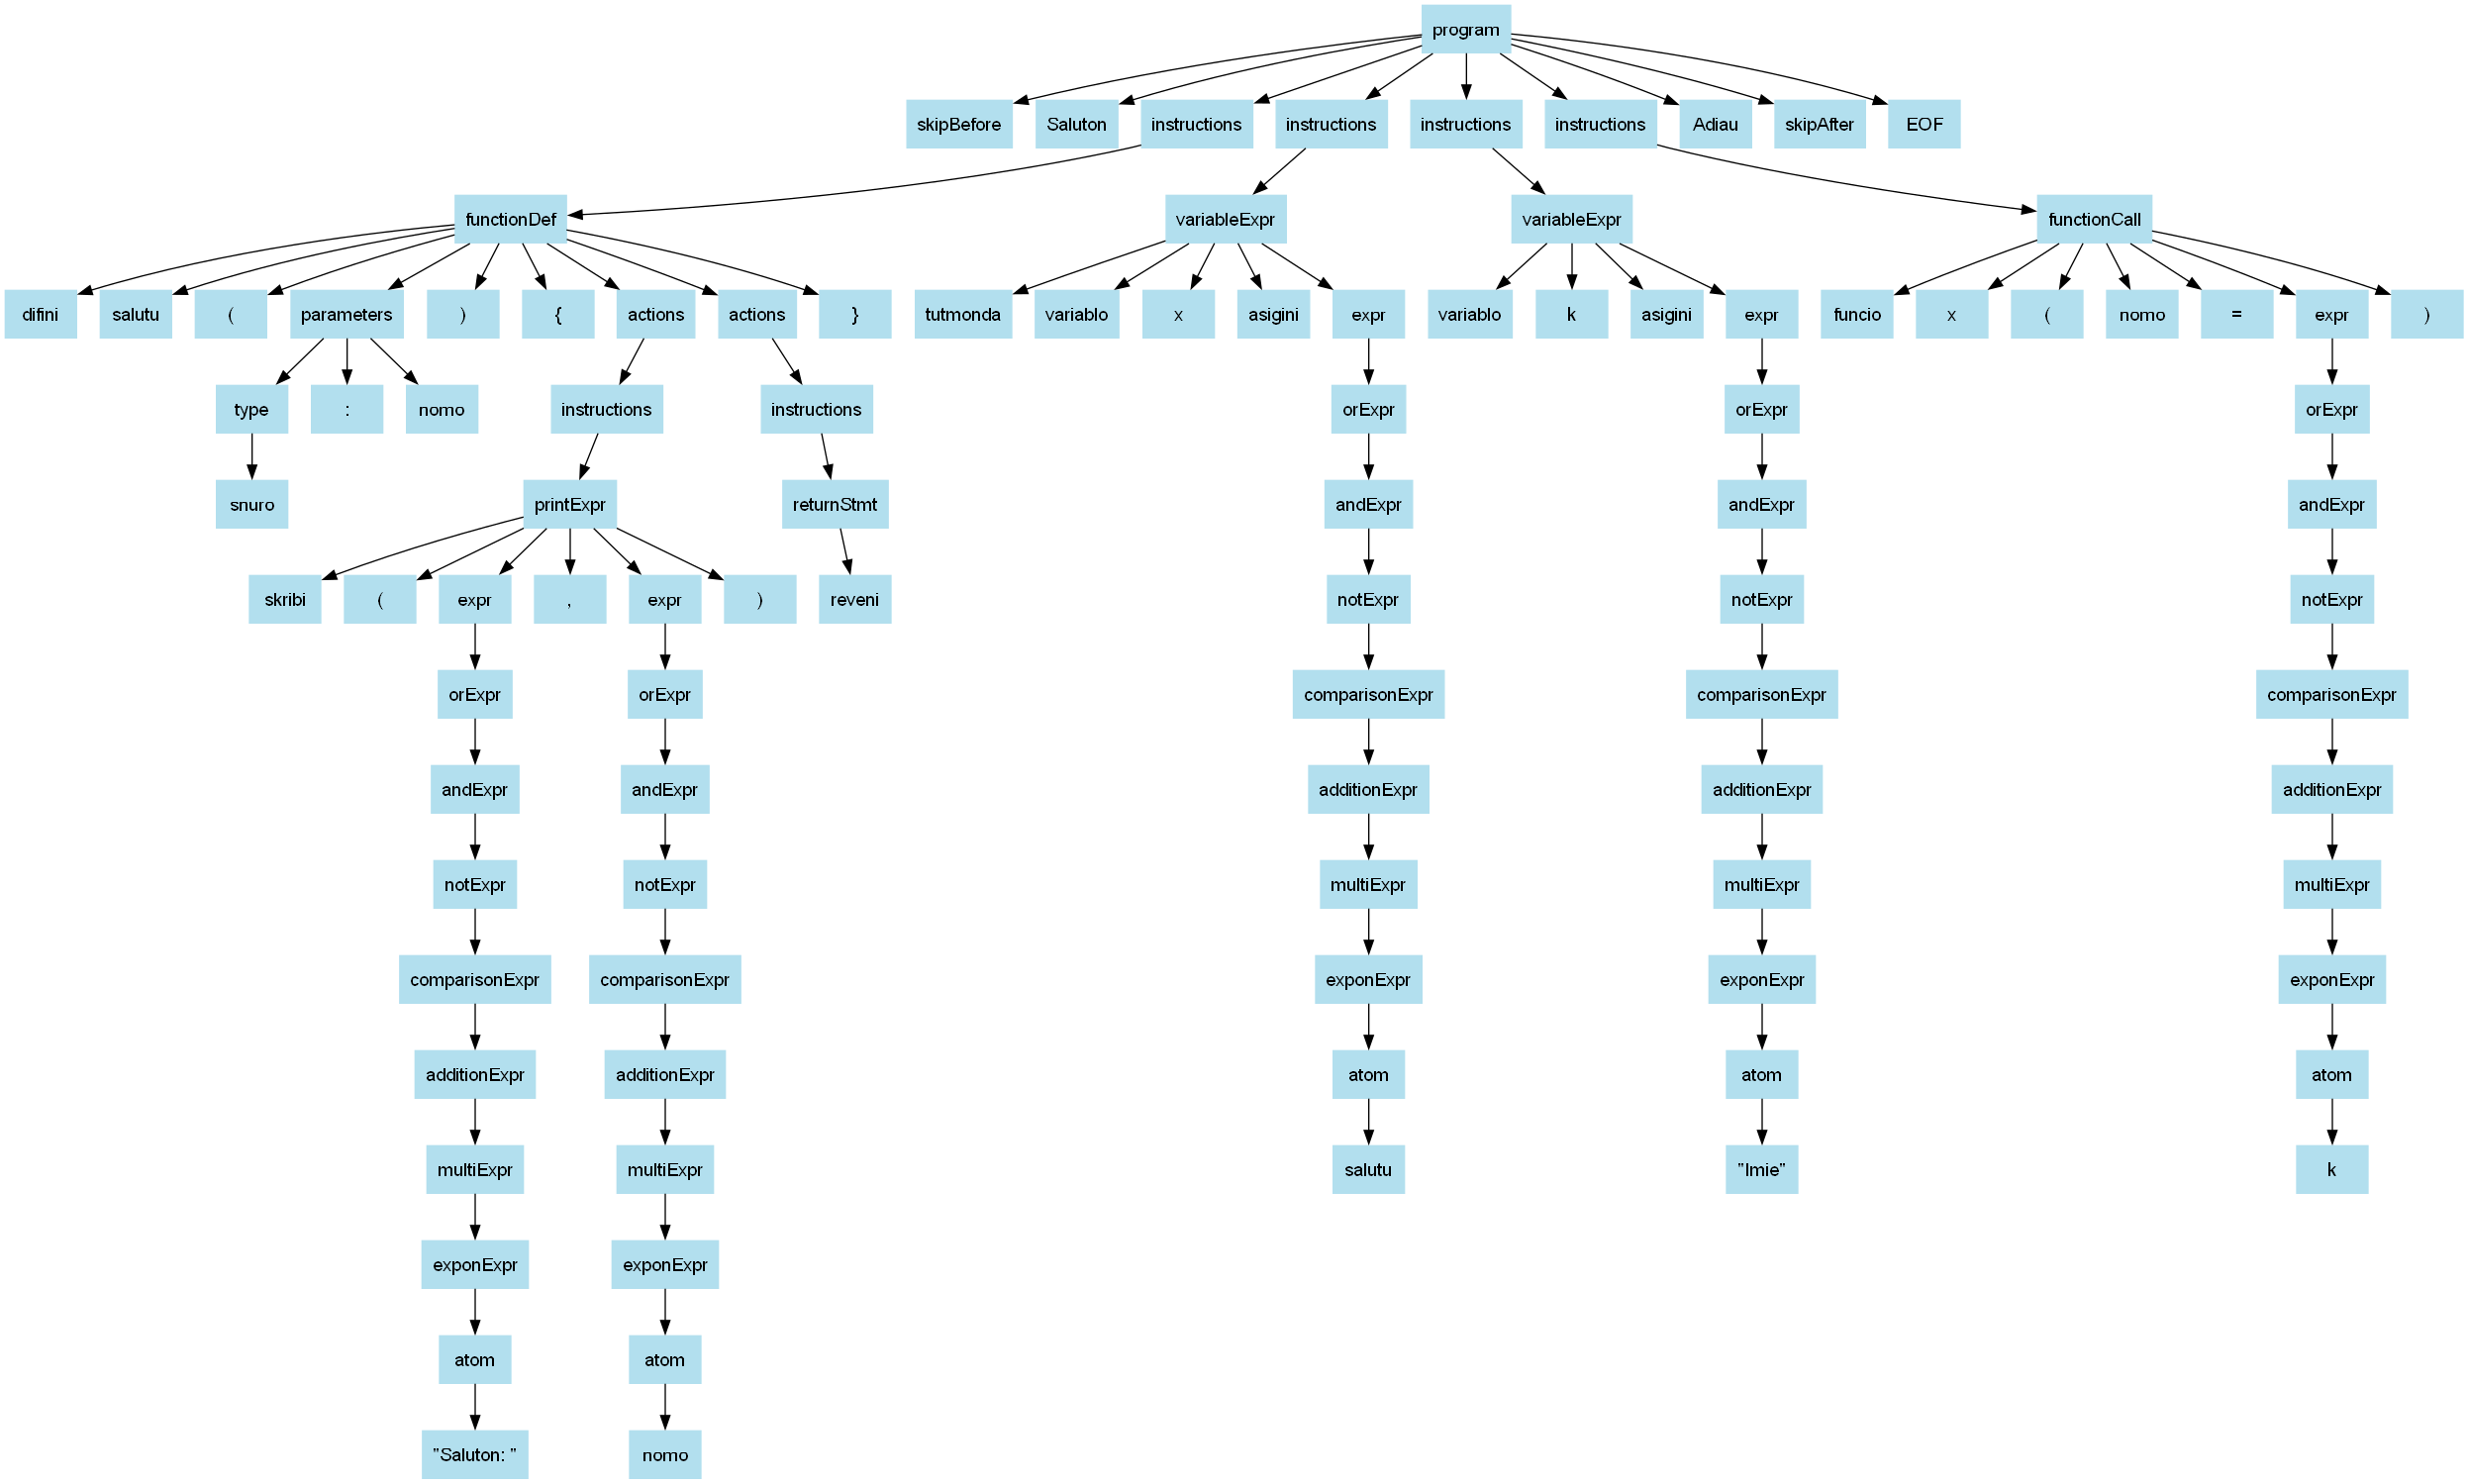 program
skipBefore Saluton instructions instructions instructions instructions Adiau skipAfter EOF
functionDef variableExpr variableExpr functionCall
difini salutu ( parameters ) { actions actions } tutmonda variablo x asigini expr variablo k asigini expr funcio x ( nomo = expr )
type : nomo instructions instructions orExpr orExpr orExpr
snuro printExpr returnStmt andExpr andExpr andExpr
skribi ( expr , expr ) reveni notExpr notExpr notExpr
orExpr orExpr comparisonExpr comparisonExpr comparisonExpr
andExpr andExpr additionExpr additionExpr additionExpr
notExpr notExpr multiExpr multiExpr multiExpr
comparisonExpr comparisonExpr exponExpr exponExpr exponExpr
additionExpr additionExpr atom atom atom
multiExpr multiExpr salutu "Imie" k
exponExpr exponExpr
atom atom
"Saluton: " nomo